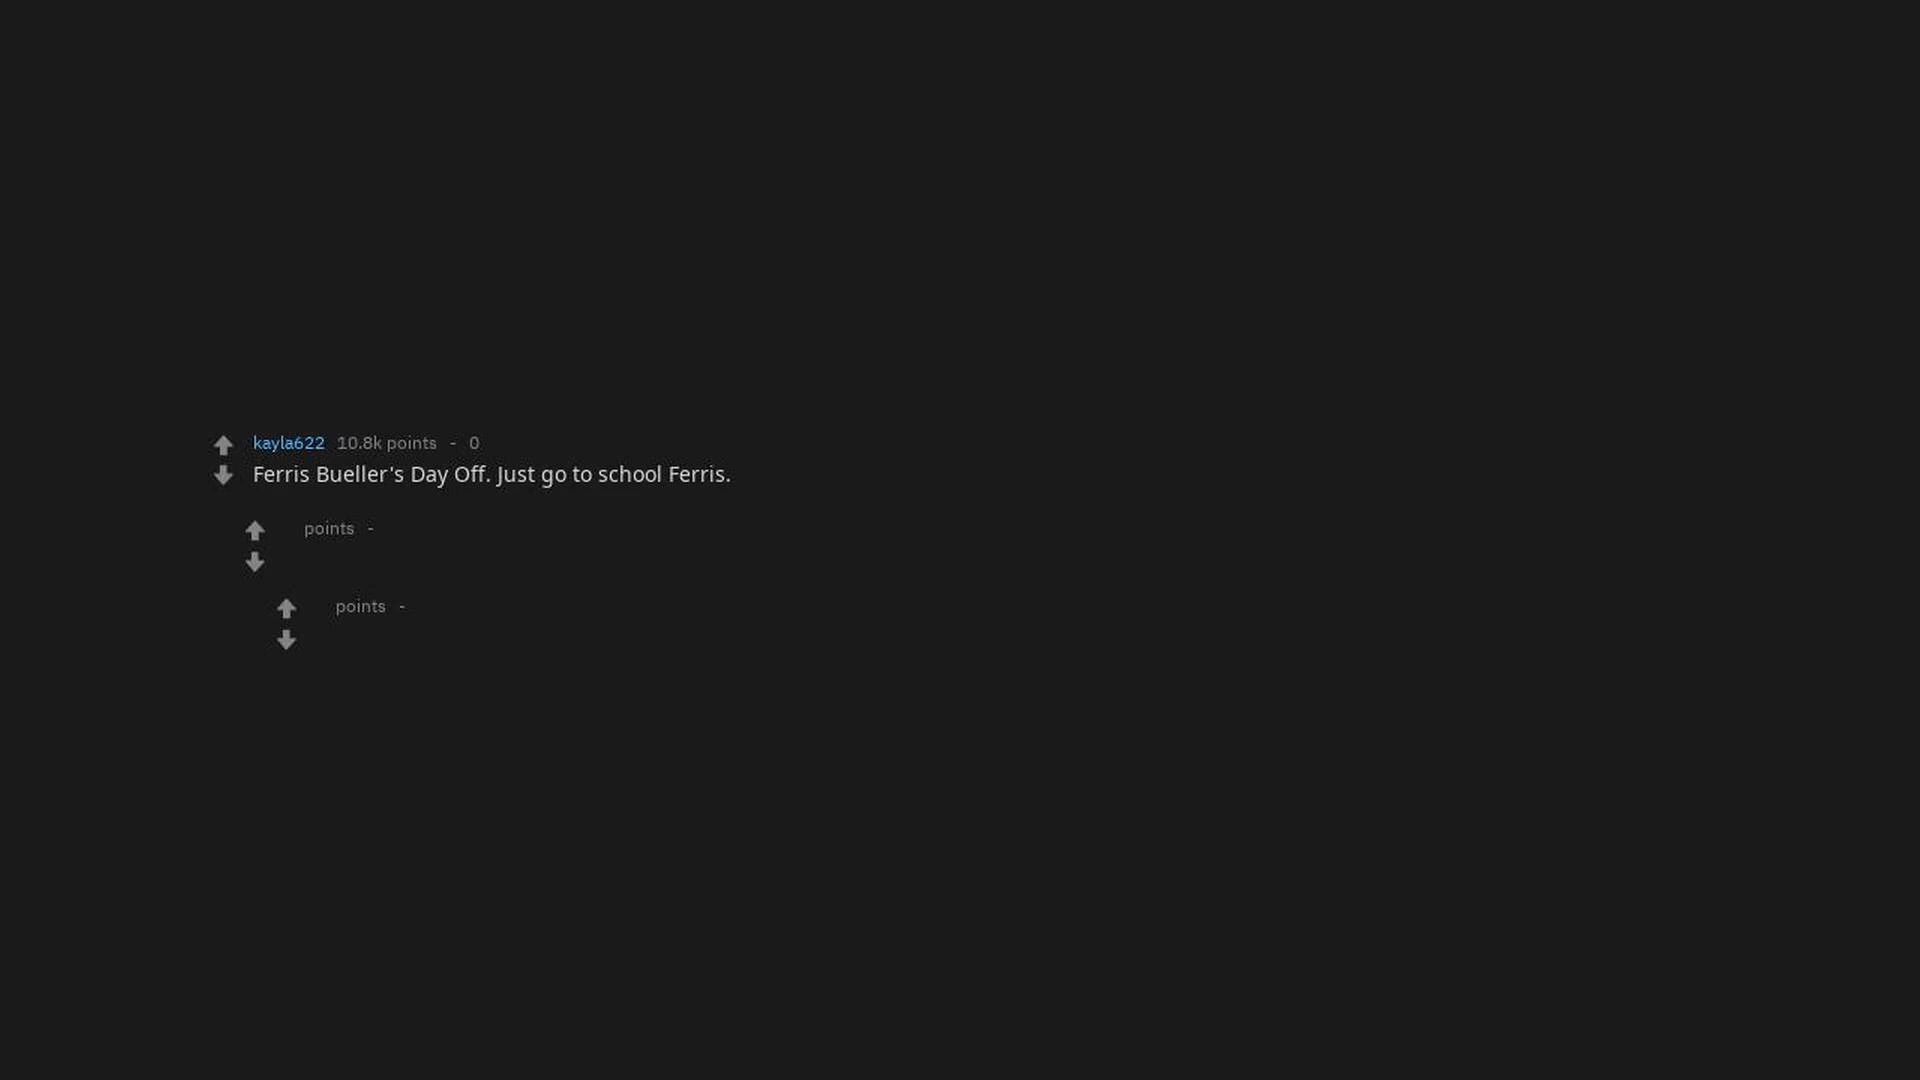 kayla622 10.8k points - 0
Ferris Bueller's Day Off. Just go to school Ferris.
points -
points -